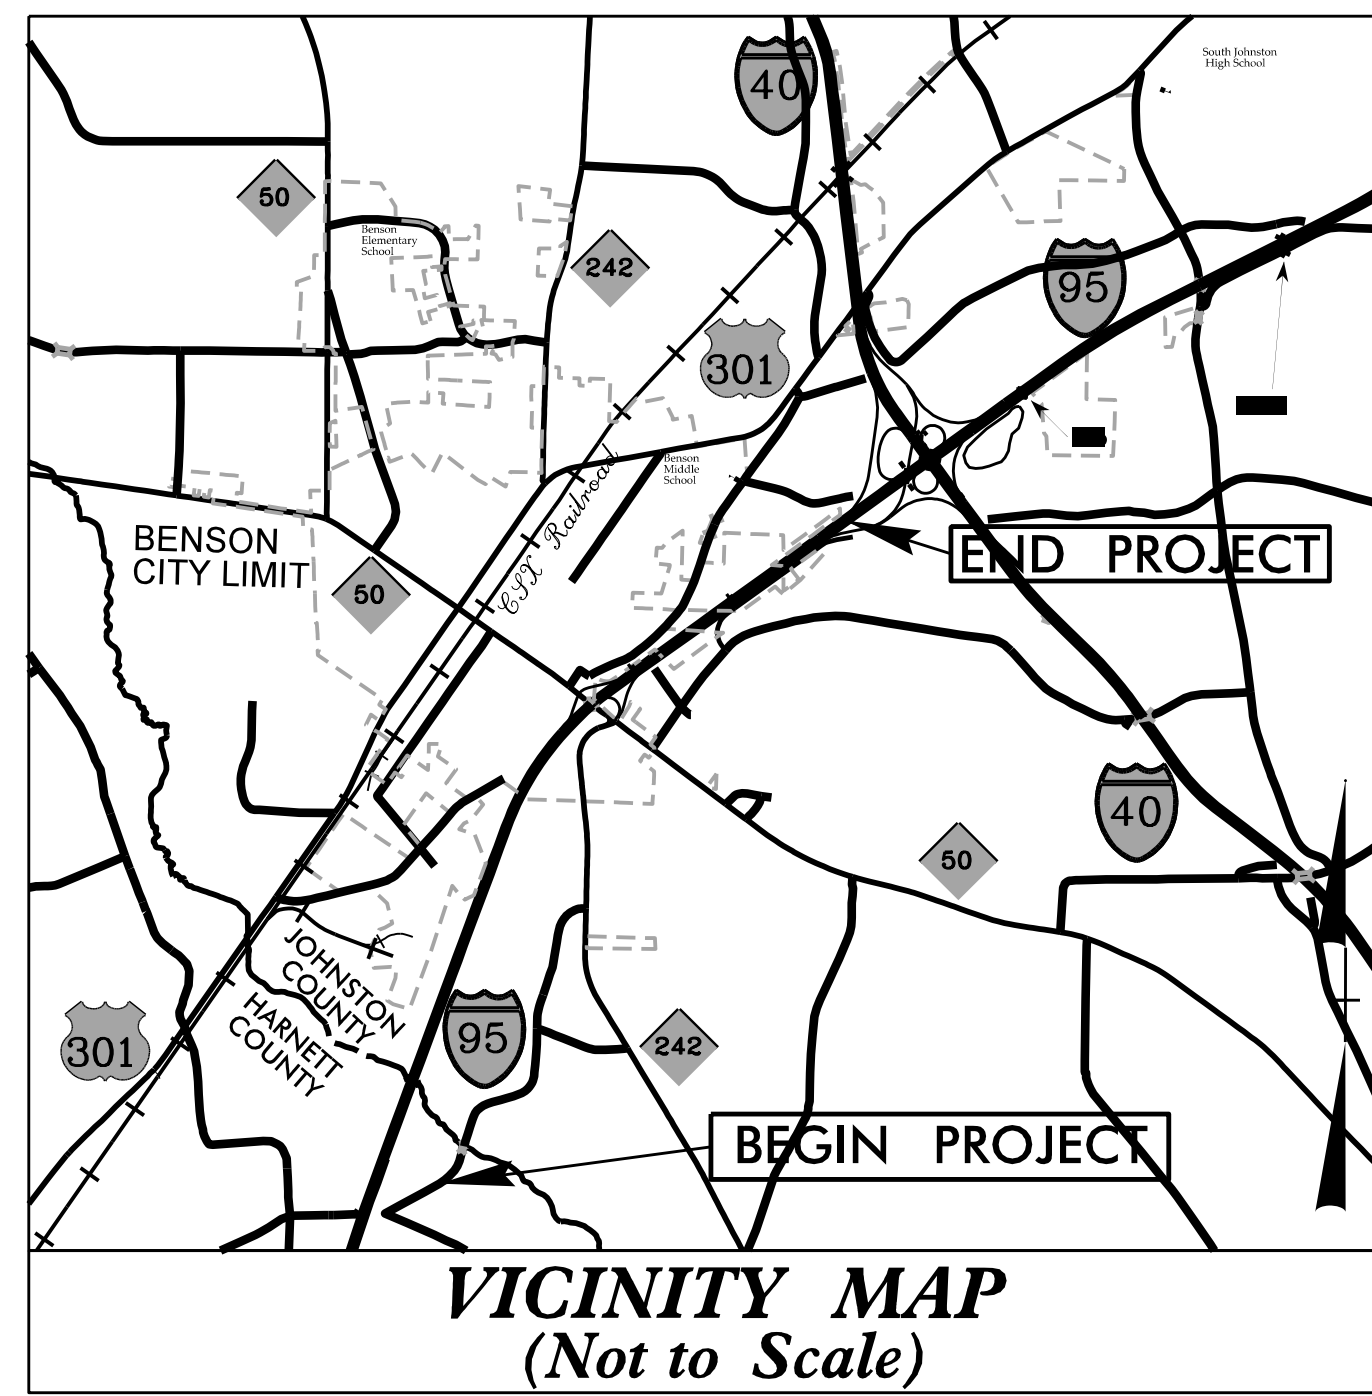 South Johnston
High School
40
50
Benson
Elementary
School
242
95
301
Benson
Middle
School
CSX Railroad
BENSON
CITY LIMIT
END PROJECT
50
40
50
JOHNSTON
COUNTY
HARNETT
COUNTY
95
301
242
BEGIN PROJECT
VICINITY MAP
(Not to Scale)